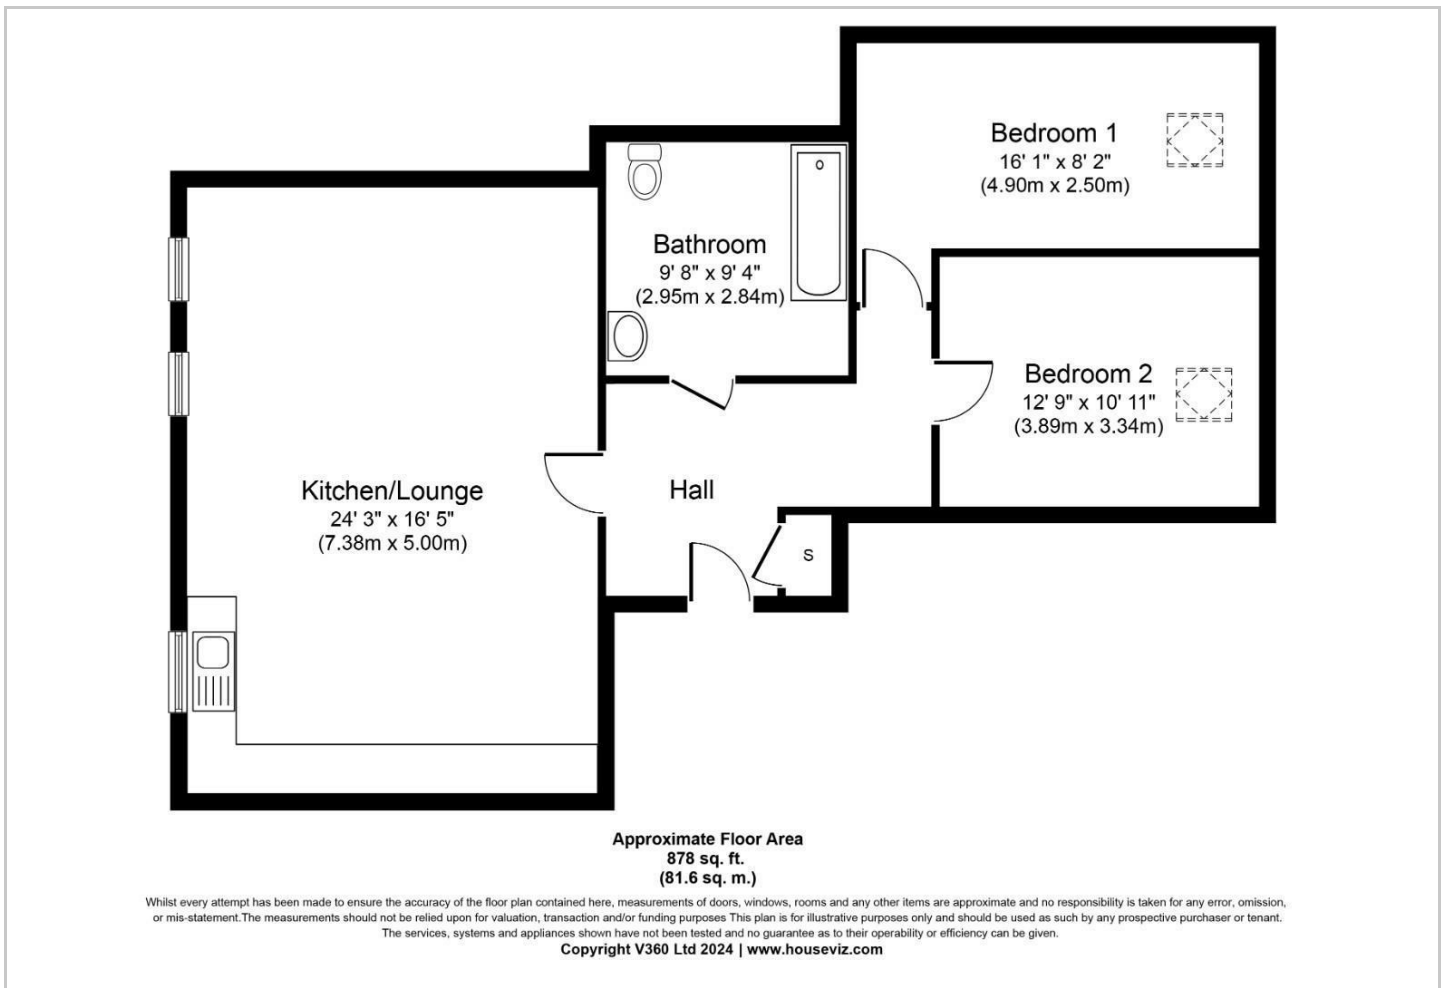 Bedroom 1
16' 1" x 8' 2"
(4.90m x 2.50m)
Bathroom
9' 8" x 9' 4"
(2.95m x 2.84m)
Bedroom 2
12' 9" x 10' 11"
(3.89m x 3.34m)
Kitchen/Lounge
24' 3" x 16' 5"
(7.38m x 5.00m)
Hall
S
Approximate Floor Area
878 sq. ft.
(81.6 sq. m.)
Whilst every attempt has been made to ensure the accuracy of the floor plan contained here, measurements of doors, windows, rooms and any other items are approximate and no responsibility is taken for any error, omission,
or mis-statement.The measurements should not be relied upon for valuation, transaction and/or funding purposes This plan is for illustrative purposes only and should be used as such by any prospective purchaser or tenant.
The services, systems and appliances shown have not been tested and no guarantee as to their operability or efficiency can be given.
Copyright V360 Ltd 2024 | www.houseviz.com